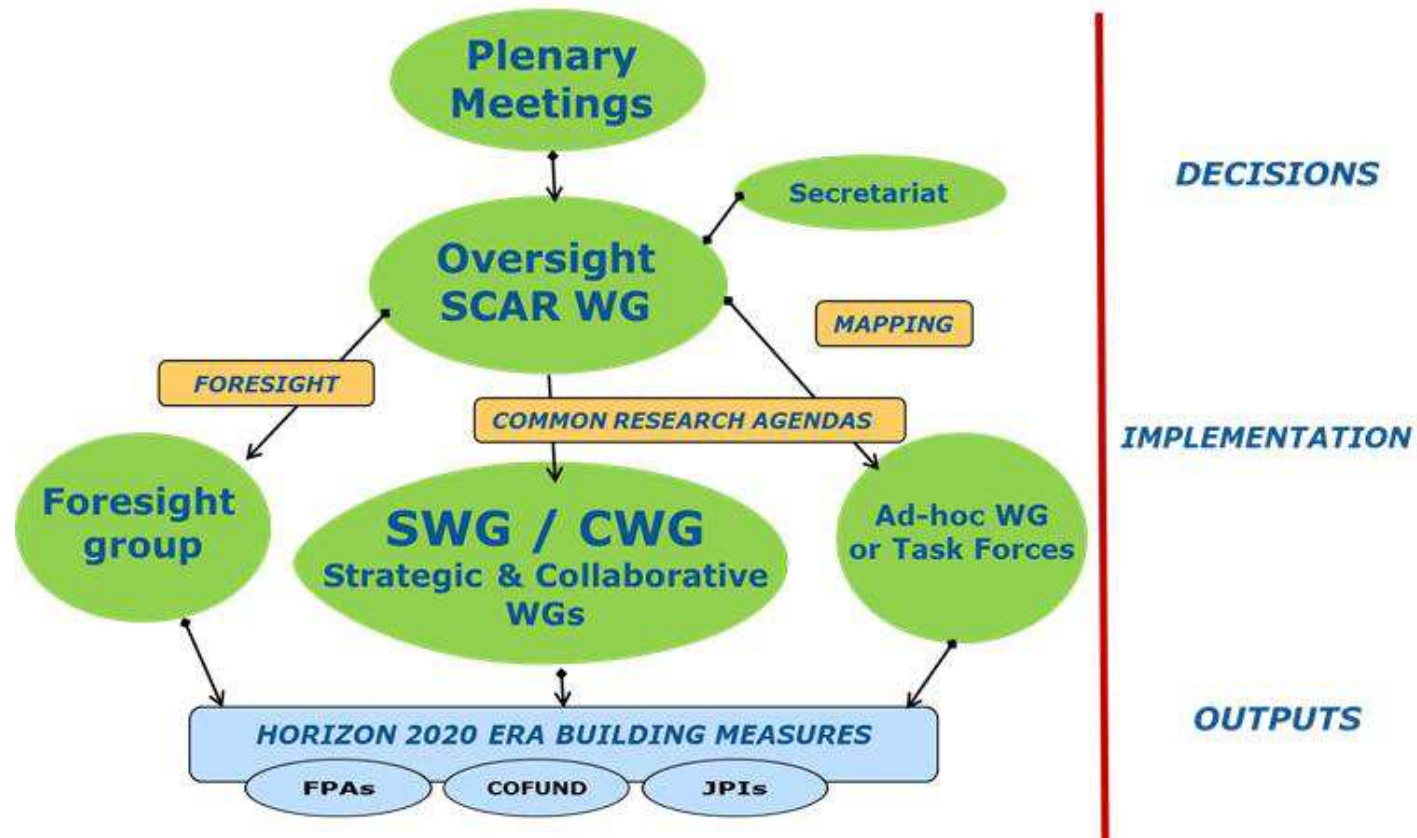 Plenary
Meetings
DECISIONS
Secretariat
Oversight
SCAR WG
MAPPING
FORESIGHT
COMMON RESEARCH AGENDAS
IMPLEMENTATION
Foresight
group
SWG / CWG
Strategic & Collaborative
WGs
Ad-hoc WG
or Task Forces
HORIZON 2020 ERA BUILDING MEASURES
OUTPUTS
FPAs
COFUND
JPIs